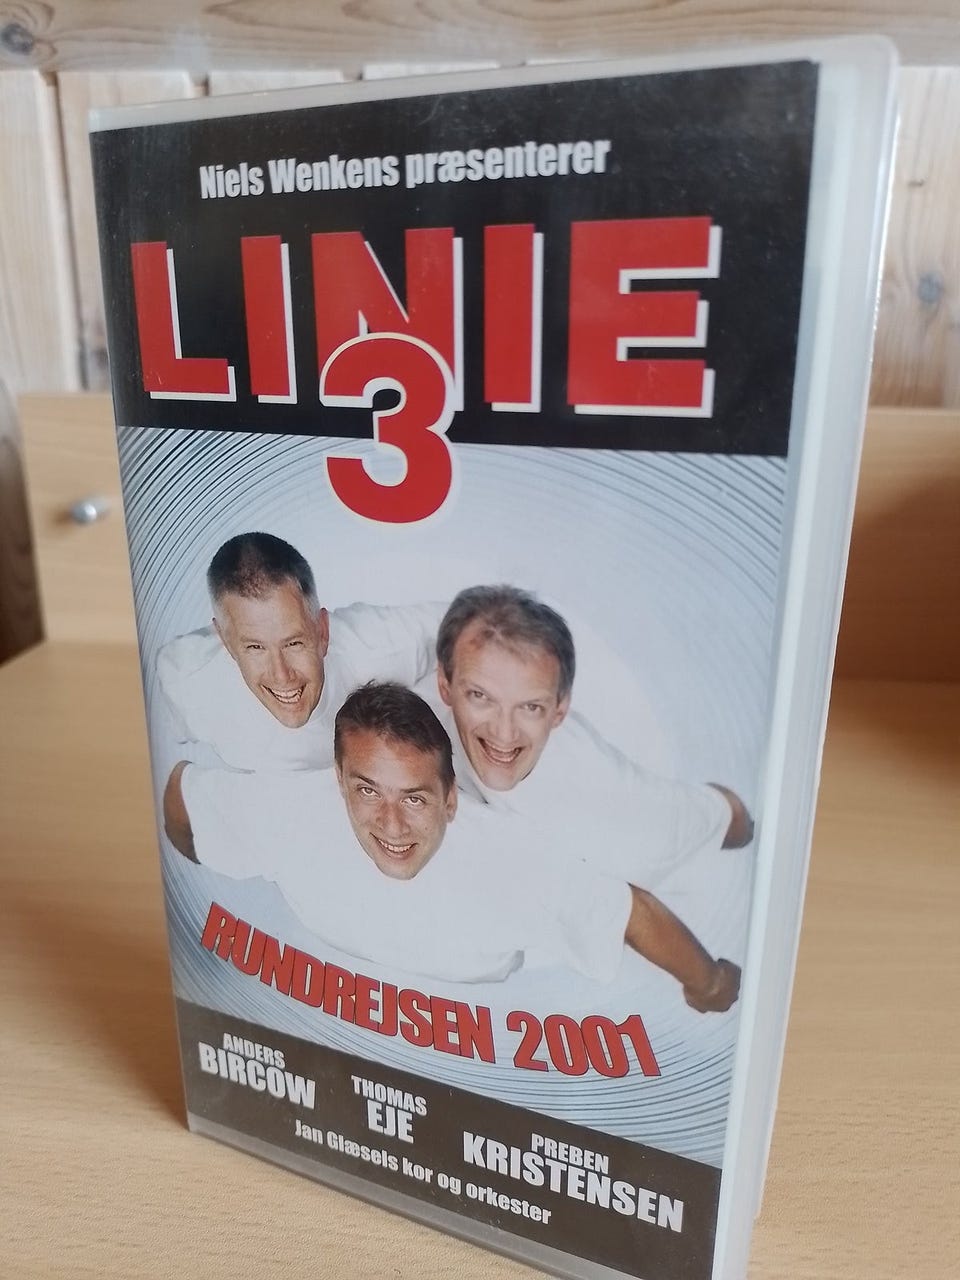 Niels Wenkens præsenterer
LINIE
3
RUNDREJSEN 2001
ANDERS
BIRCOW
THOMAS
EJE
PREBEN
KRISTENSEN
Jan Glæsels kor og orkester